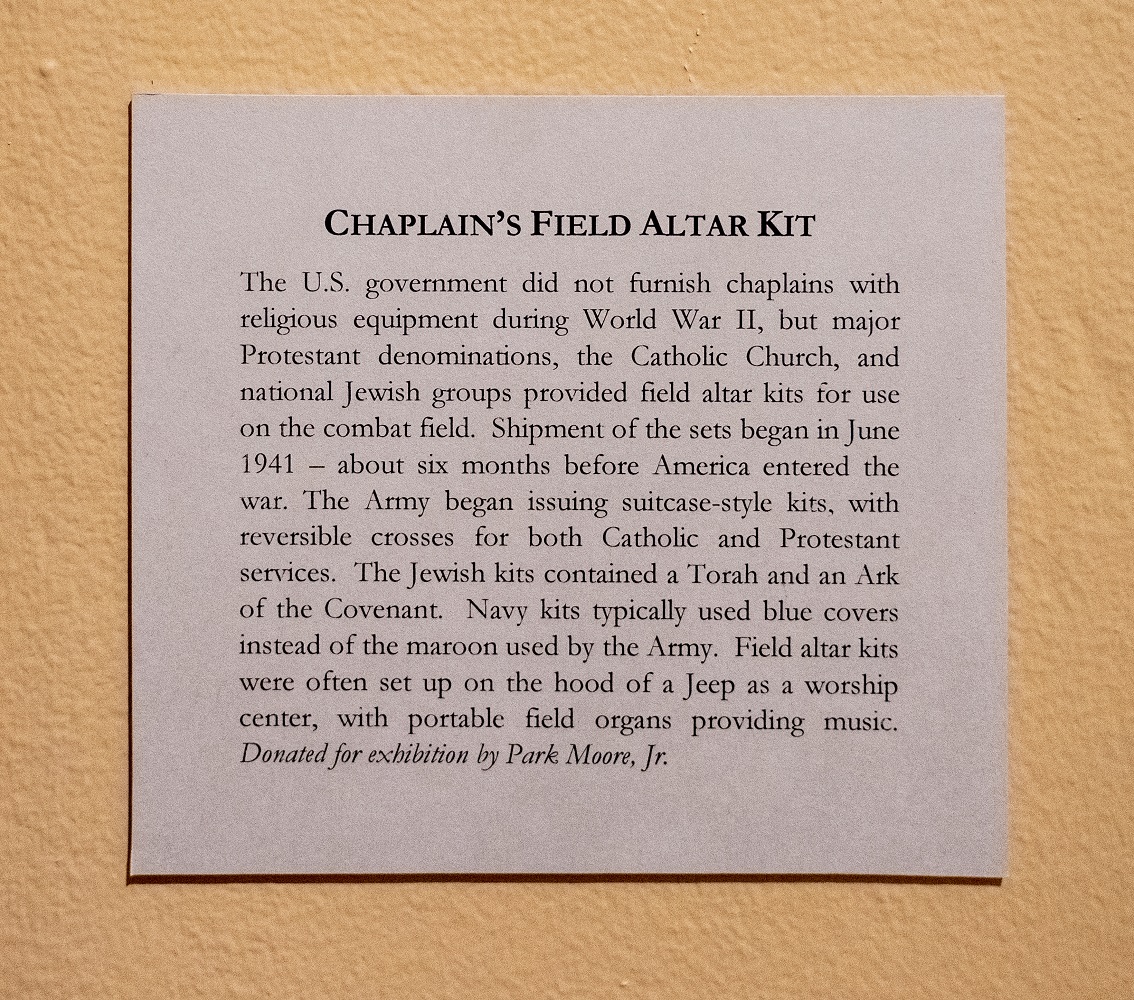 CHAPLAIN'S FIELD ALTAR KIT
The U.S. government did not furnish chaplains with
religious equipment during World War II, but major
Protestant denominations, the Catholic Church, and
national Jewish groups provided field altar kits for use
on the combat field. Shipment of the sets began in June
1941 – about six months before America entered the
war. The Army began issuing suitcase-style kits, with
reversible crosses for both Catholic and Protestant
services. The Jewish kits contained a Torah and an Ark
of the Covenant. Navy kits typically used blue covers
instead of the maroon used by the Army. Field altar kits
were often set up on the hood of a Jeep as a worship
center, with portable field organs providing music.
Donated for exhibition by Park Moore, Jr.